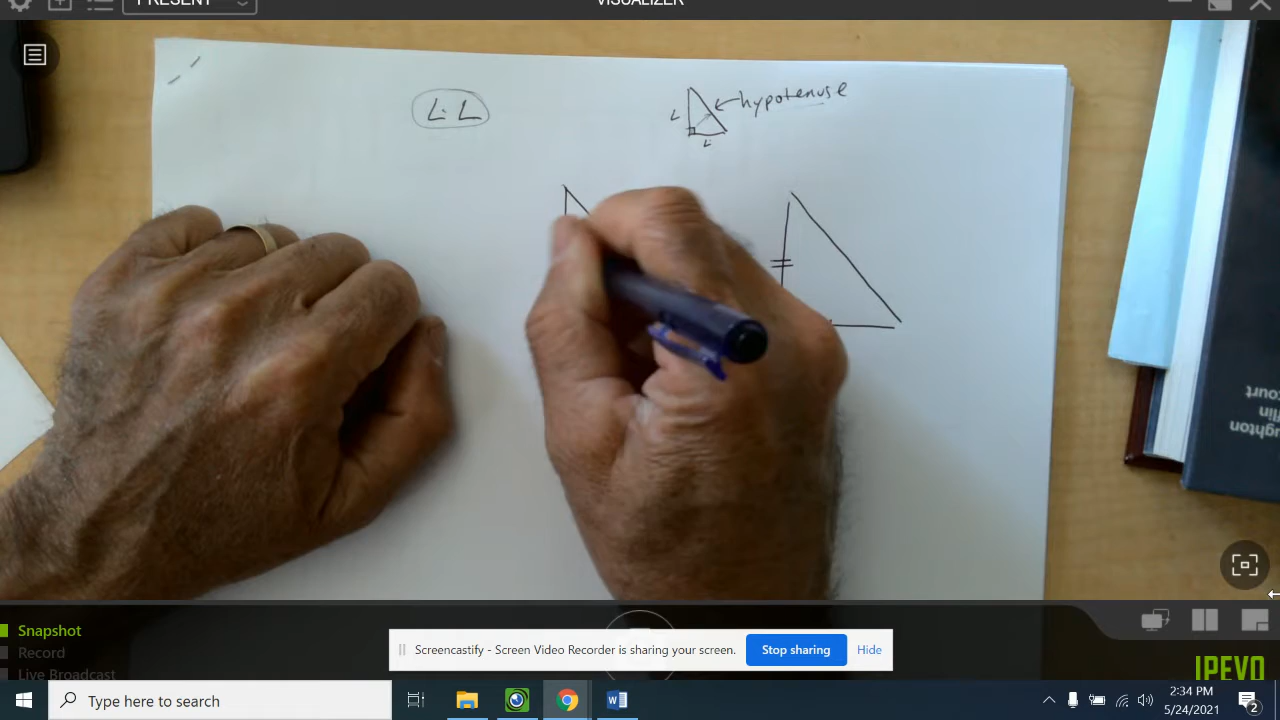 PRESENT
VISUALIZER
L·L
hypotenuse
L
L
Snapshot
Record
Live Broadcast
Screencastify - Screen Video Recorder is sharing your screen.
Stop sharing
Hide
IPEVO
Type here to search
2:34 PM
5/24/2021
2